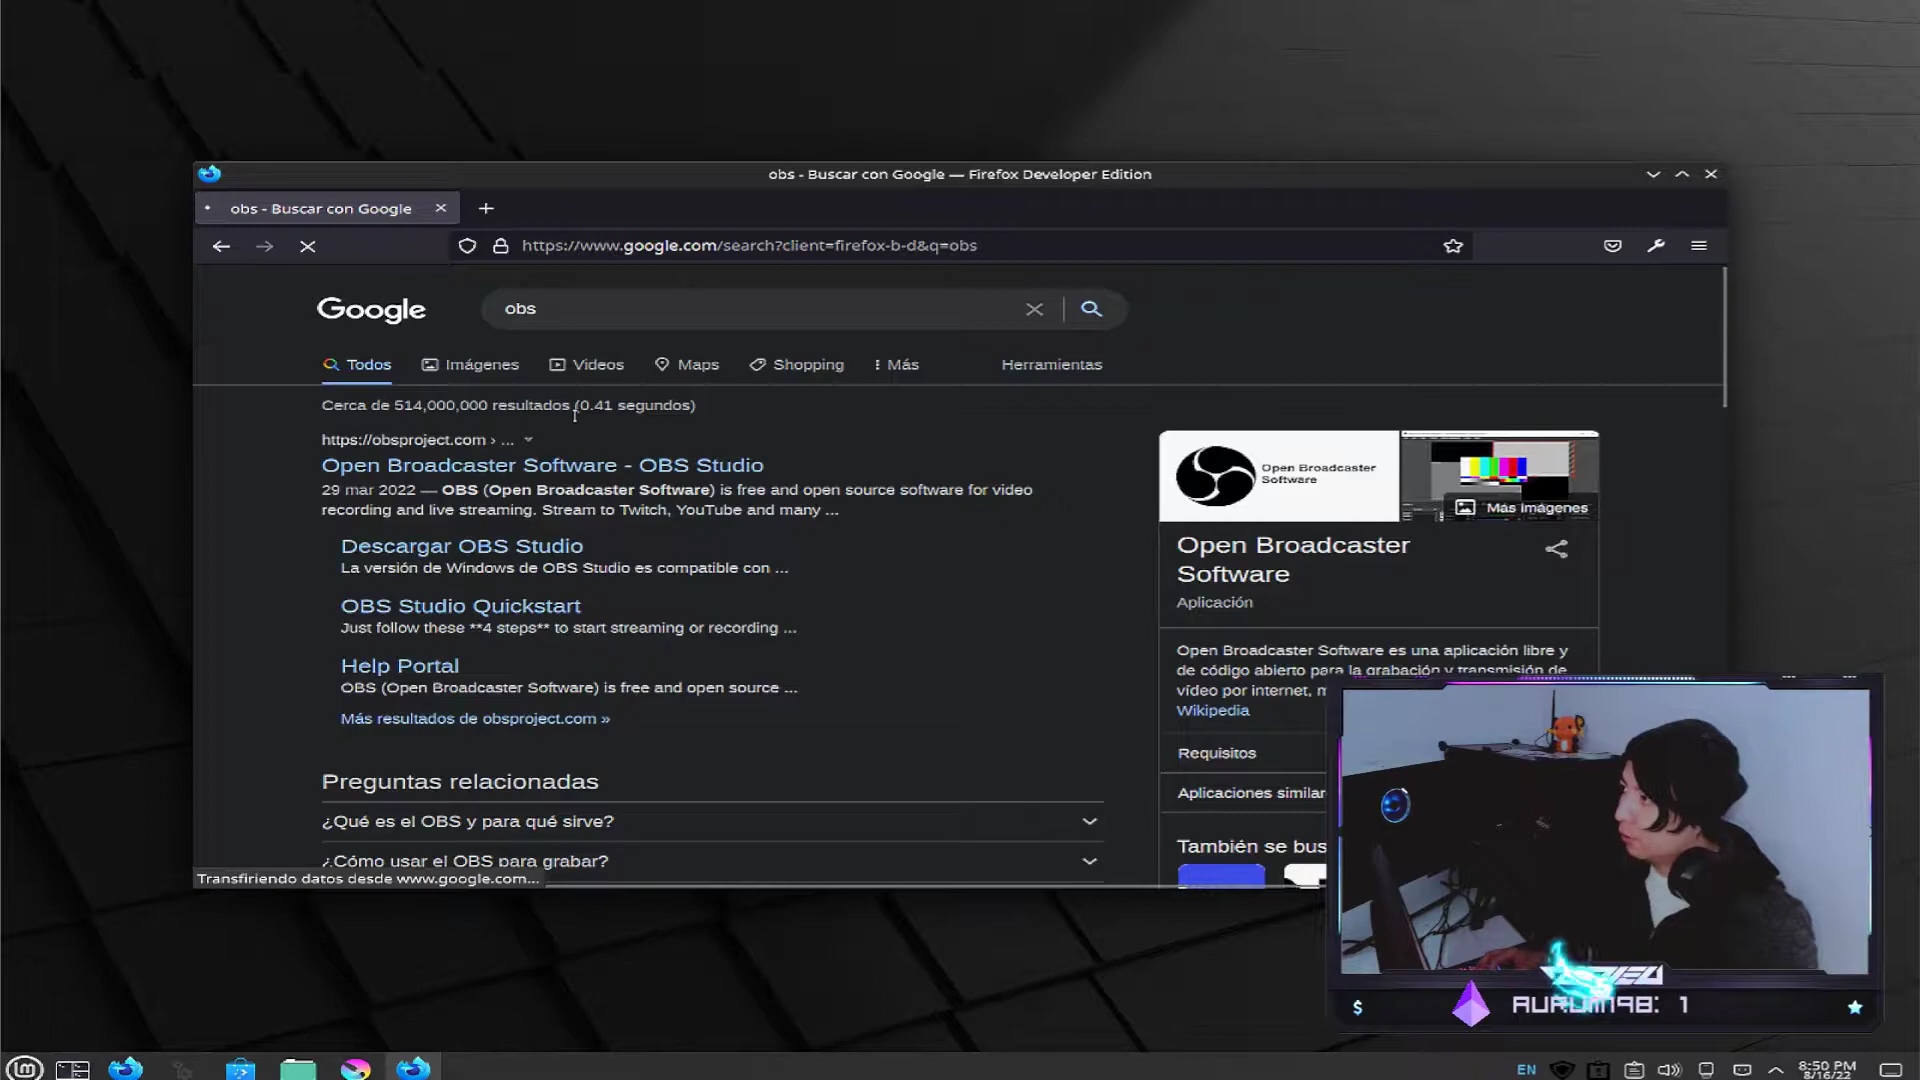 obs - Buscar con Google — Firefox Developer Edition
obs - Buscar con Google
https://www.google.com/search?client=firefox-b-d&q=obs
Google
obs
Todos
Imágenes
Videos
Maps
Shopping
Más
Herramientas
Cerca de 514,000,000 resultados (0.41 segundos)
https://obsproject.com › ...
Open Broadcaster Software - OBS Studio
29 mar 2022 — OBS (Open Broadcaster Software) is free and open source software for video
recording and live streaming. Stream to Twitch, YouTube and many ...
Descargar OBS Studio
La versión de Windows de OBS Studio es compatible con ...
OBS Studio Quickstart
Just follow these **4 steps** to start streaming or recording ...
Help Portal
OBS (Open Broadcaster Software) is free and open source ...
Más resultados de obsproject.com »
Preguntas relacionadas
¿Qué es el OBS y para qué sirve?
¿Cómo usar el OBS para grabar?
Transfiriendo datos desde www.google.com...
Open Broadcaster
Software
Más imágenes
Open Broadcaster
Software
Aplicación
Open Broadcaster Software es una aplicación libre y
de código abierto para la grabación y transmisión de
vídeo por internet, m
Wikipedia
Requisitos
Aplicaciones similar
También se bus
$
AURUM98: 1
EN
8:50 PM
8/16/22